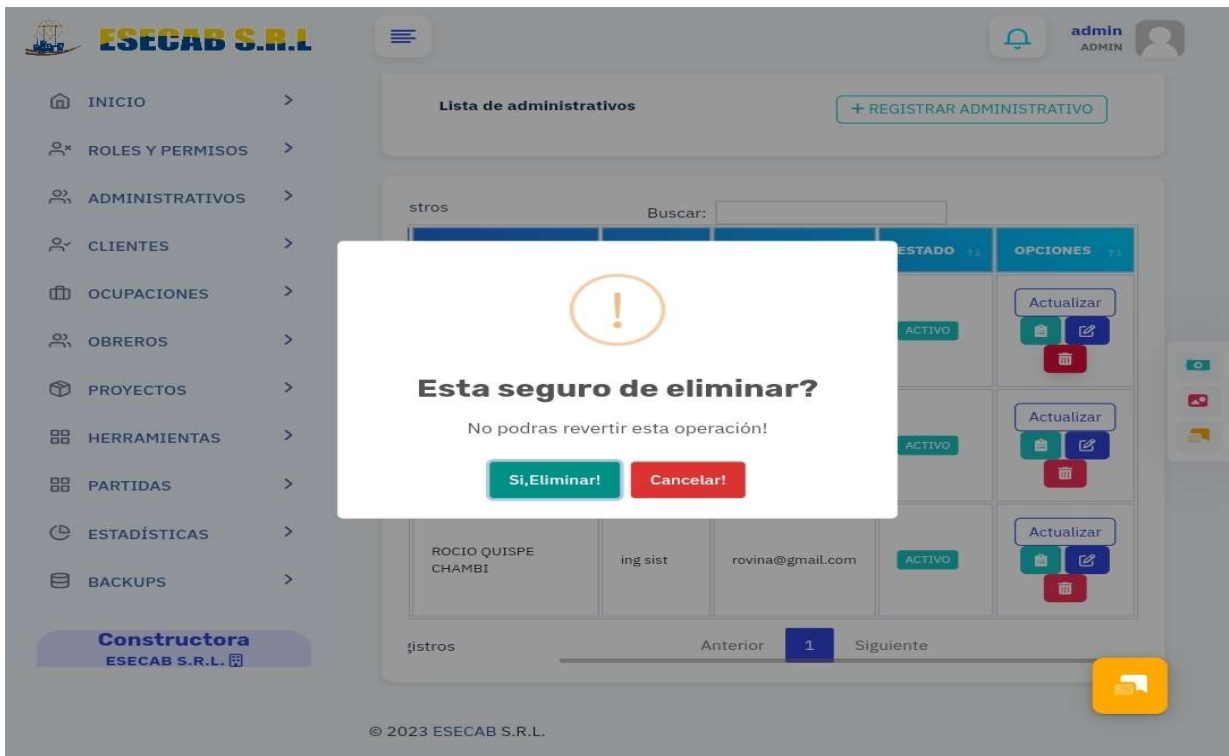 ESECAB S.R.L
admin
ADMIN
INICIO
ROLES Y PERMISOS
ADMINISTRATIVOS
CLIENTES
OCUPACIONES
OBREROS
PROYECTOS
HERRAMIENTAS
PARTIDAS
ESTADÍSTICAS
BACKUPS
Constructora
ESECAB S.R.L.
Lista de administrativos
+ REGISTRAR ADMINISTRATIVO
stros
Buscar:
ESTADO
OPCIONES
ACTIVO
Actualizar
ACTIVO
Actualizar
Esta seguro de eliminar?
No podras revertir esta operación!
Si,Eliminar!
Cancelar!
ROCIO QUISPE
CHAMBI
ing sist
rovina@gmail.com
ACTIVO
Actualizar
gistros
Anterior
1
Siguiente
© 2023 ESECAB S.R.L.